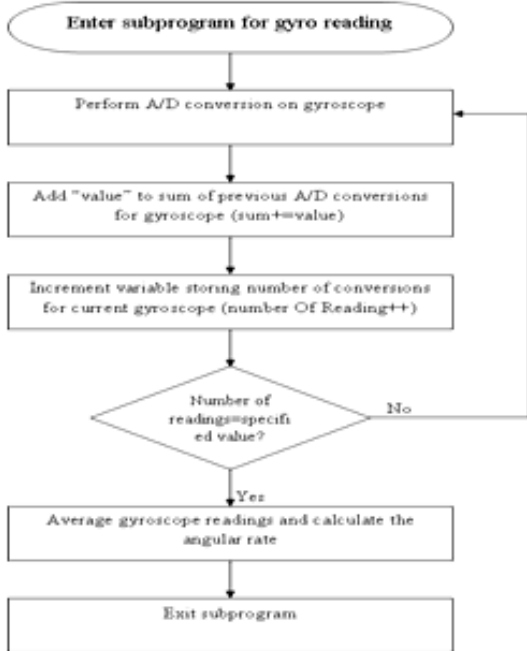 Enter subprogram for gyro reading
Perform A/D conversion on gyroscope
Add "value" to sum of previous A/D conversions
for gyroscope (sum+=value)
Increment variable storing number of conversions
for current gyroscope (number Of Reading++)
Number of
readings=specifi
ed value?
No
Yes
Average gyroscope readings and calculate the
angular rate
Exit subprogram